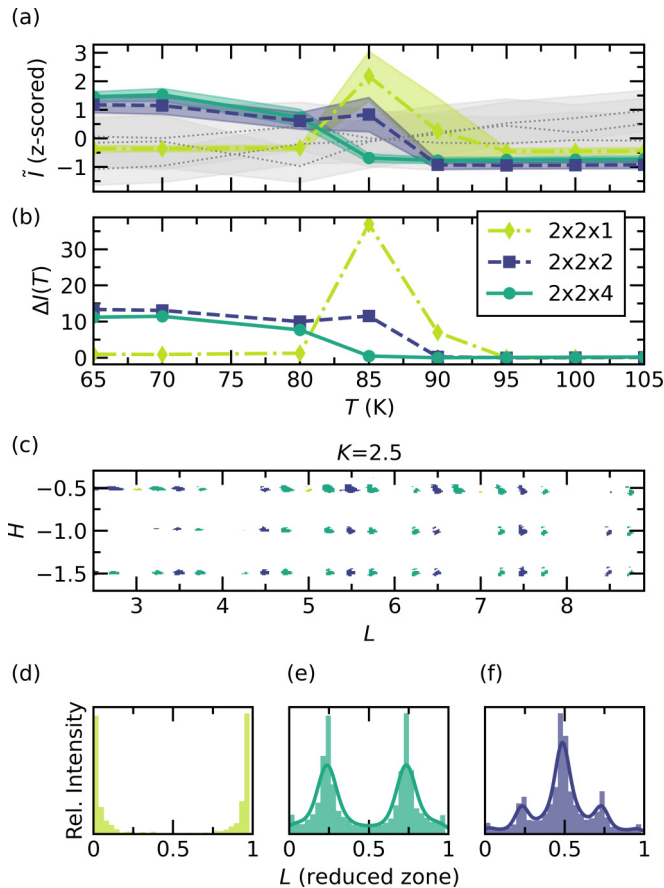 (a)
3
2
1
0
−1
Ĩ (z-scored)
(b)
30
20
10
0
ΔI(T)
2x2x1
2x2x2
2x2x4
65 70 75 80 85 90 95 100 105
T (K)
(c)
K=2.5
−0.5
−1.0
−1.5
H
3 4 5 6 7 8
L
(d) (e) (f)
Rel. Intensity
0 0.5 1 0 0.5 1 0 0.5 1
L (reduced zone)